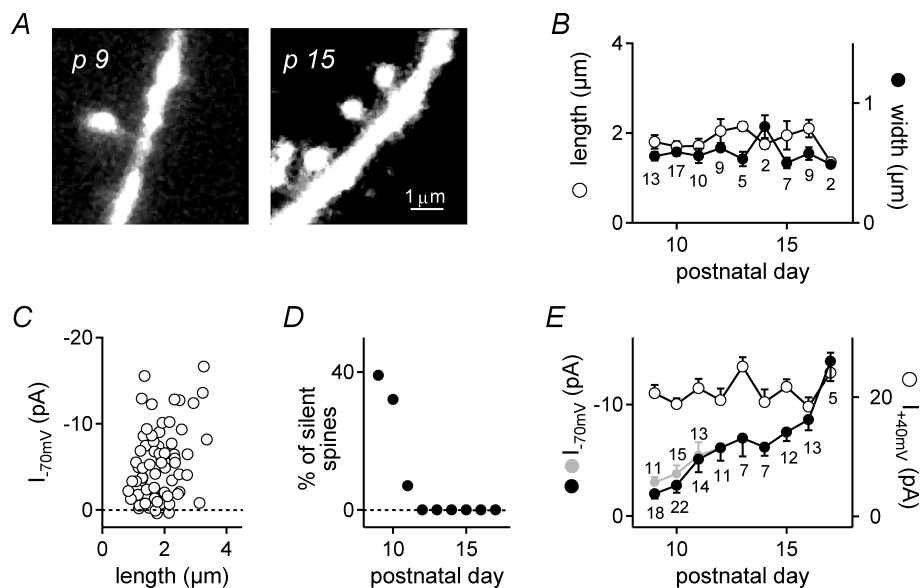 A
p 9
p 15
1 µm
B
4
2
0
length (µm)
1
0
width (µm)
13 17 10 9 5 2 7 9 2
10 15
postnatal day
C
-20
-10
0
I-70mV (pA)
0 2 4
length (µm)
D
40
0
% of silent
spines
10 15
postnatal day
E
-10
0
I-70mV (pA)
20
0
I+40mV (pA)
11 15 13
18 22 14 11 7 7 12 13 5
10 15
postnatal day